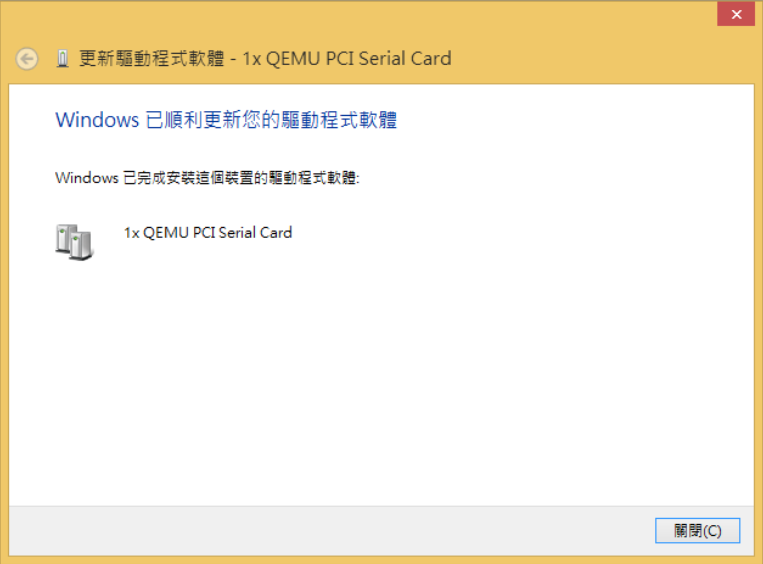 更新驅動程式軟體 - 1x QEMU PCI Serial Card
Windows 已順利更新您的驅動程式軟體
Windows 已完成安裝這個裝置的驅動程式軟體:
1x QEMU PCI Serial Card
關閉(C)